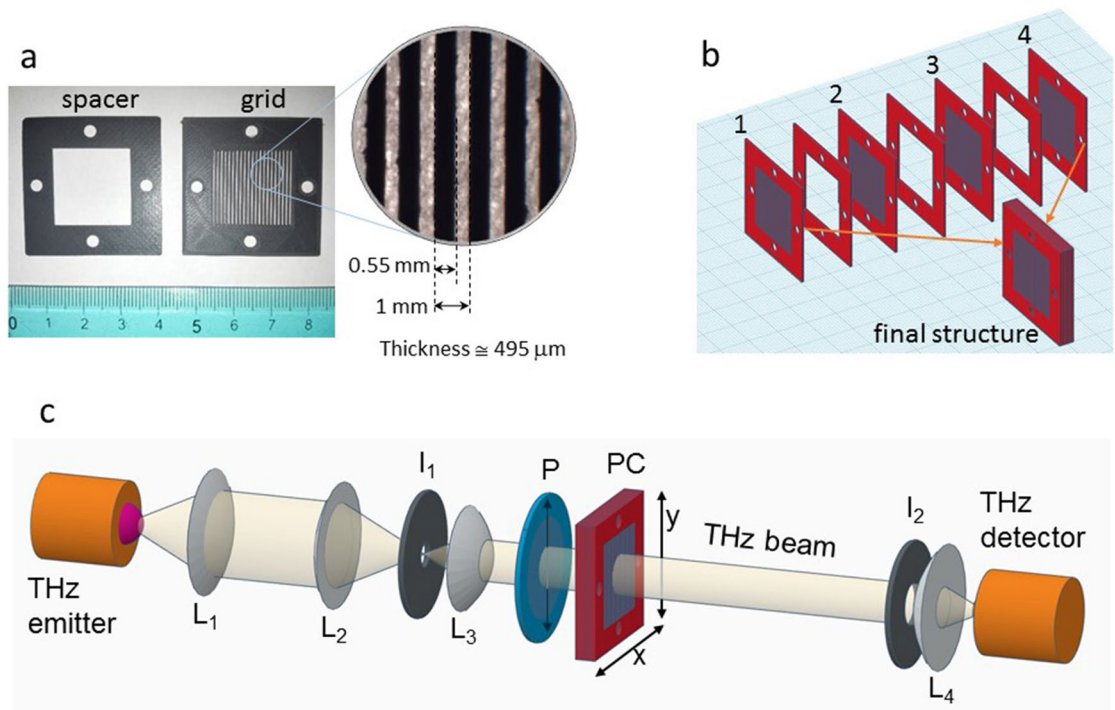 a
spacer
grid
0 1 2 3 4 5 6 7 8
0.55 mm
1 mm
Thickness ≅ 495 μm
b
1
2
3
4
final structure
c
THz
emitter
L₁
L₂
I₁
L₃
P
PC
y
x
THz beam
I₂
THz
detector
L₄